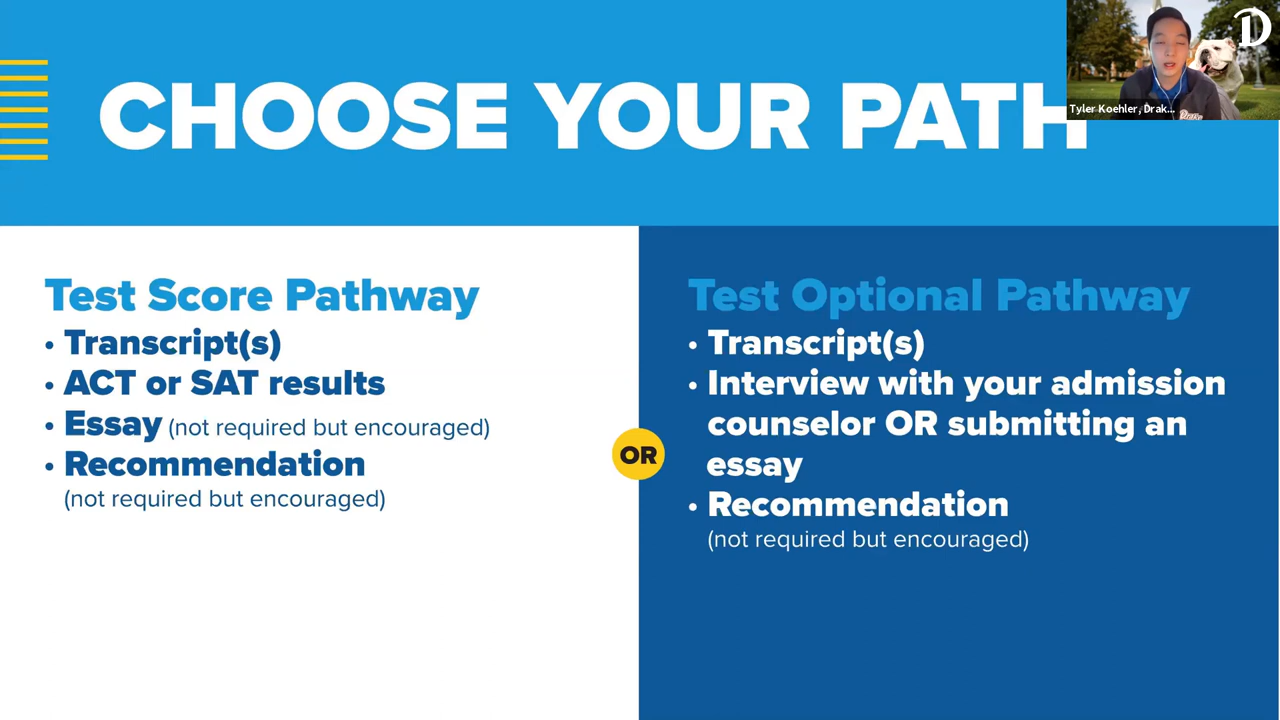 CHOOSE YOUR PATH
D
Tyler Koehler, Drak...
Drake
Test Score Pathway
• Transcript(s)
• ACT or SAT results
• Essay (not required but encouraged)
• Recommendation
(not required but encouraged)
OR
Test Optional Pathway
• Transcript(s)
• Interview with your admission
counselor OR submitting an
essay
• Recommendation
(not required but encouraged)